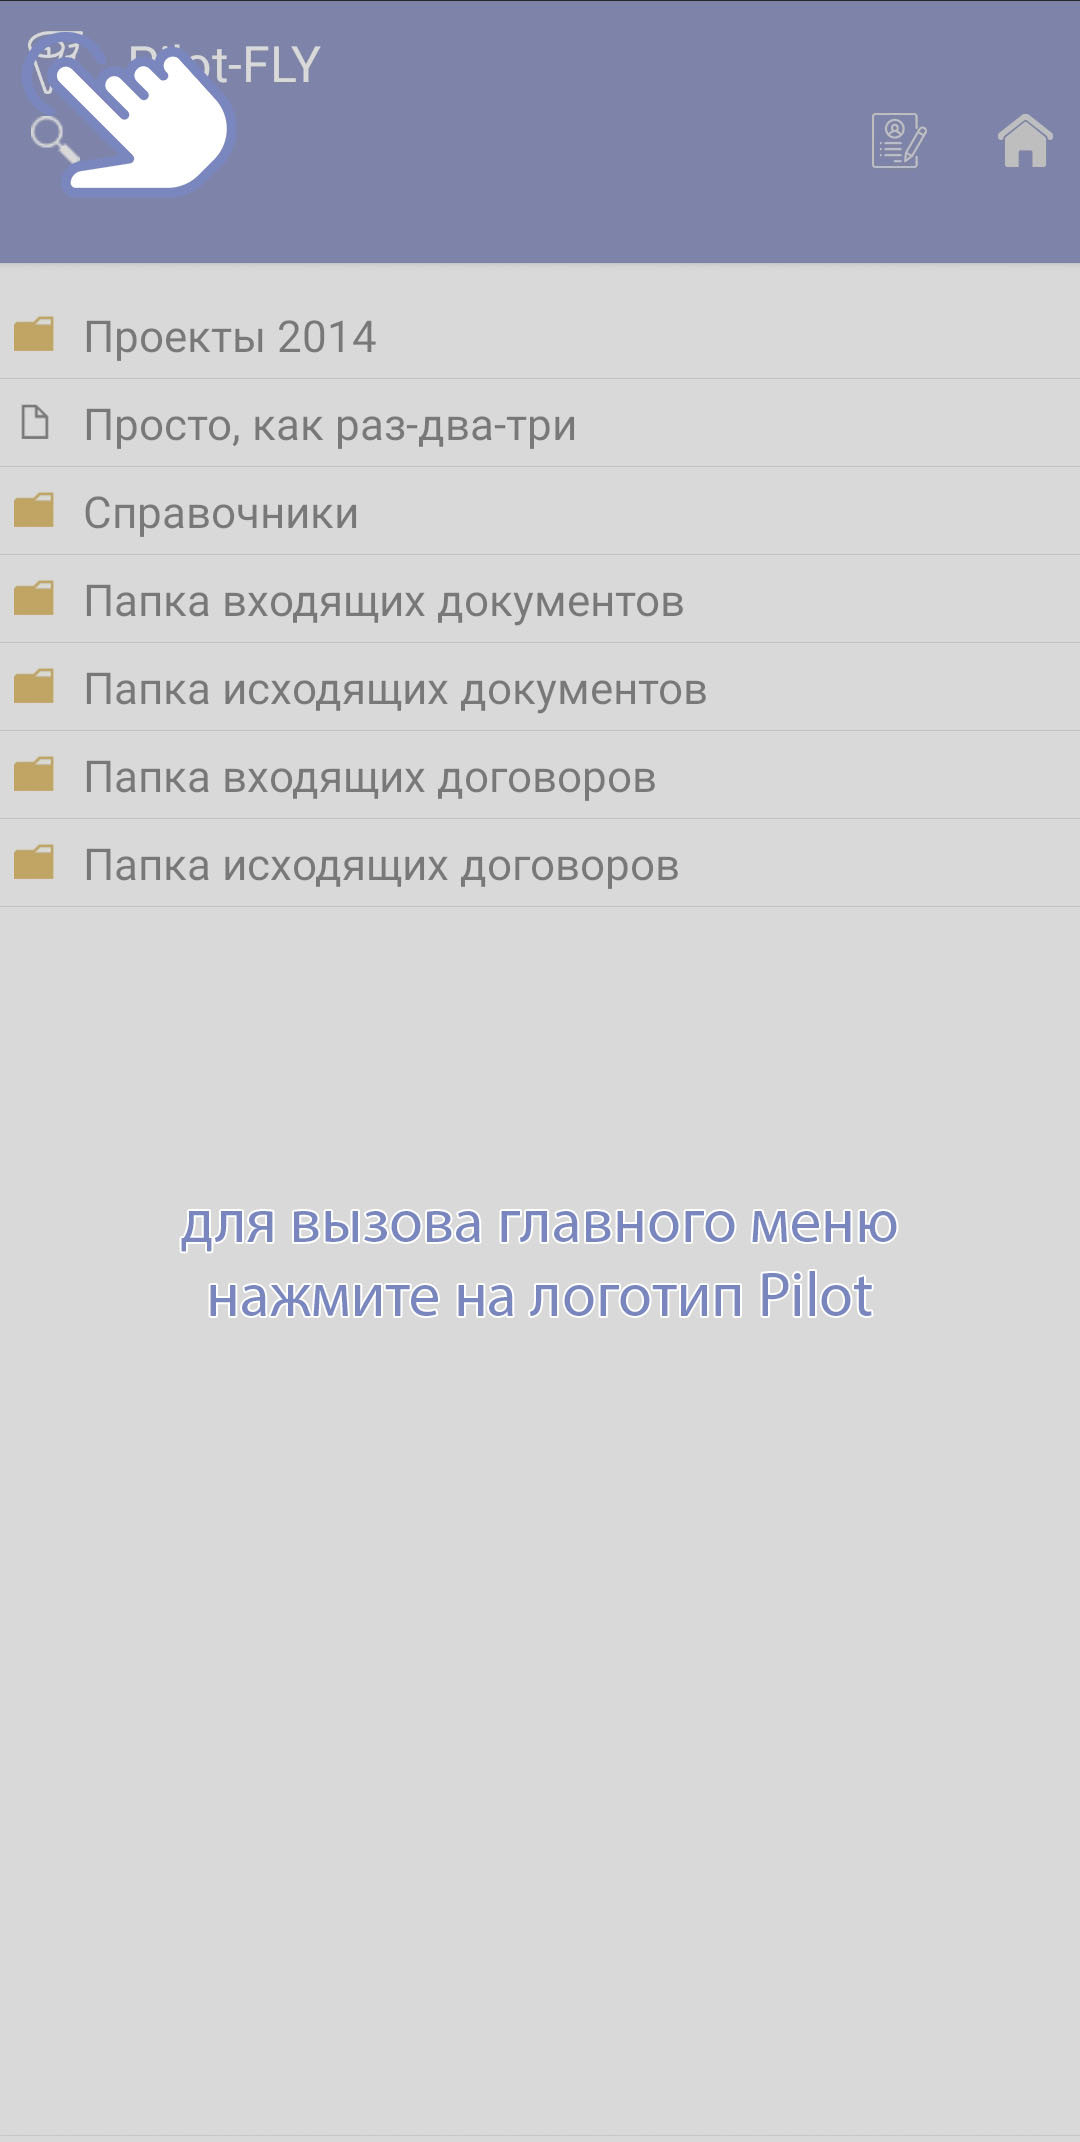 Pilot-FLY
Проекты 2014
Просто, как раз-два-три
Справочники
Папка входящих документов
Папка исходящих документов
Папка входящих договоров
Папка исходящих договоров
для вызова главного меню
нажмите на логотип Pilot